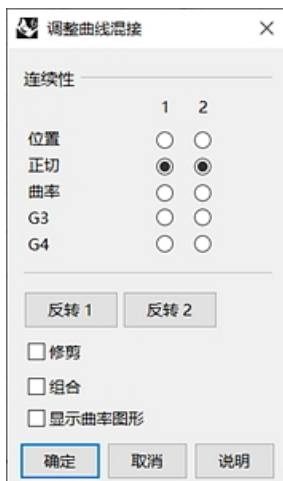 调整曲线混接
连续性
1 2
位置
正切
曲率
G3
G4
反转 1 反转 2
修剪
组合
显示曲率图形
确定 取消 说明